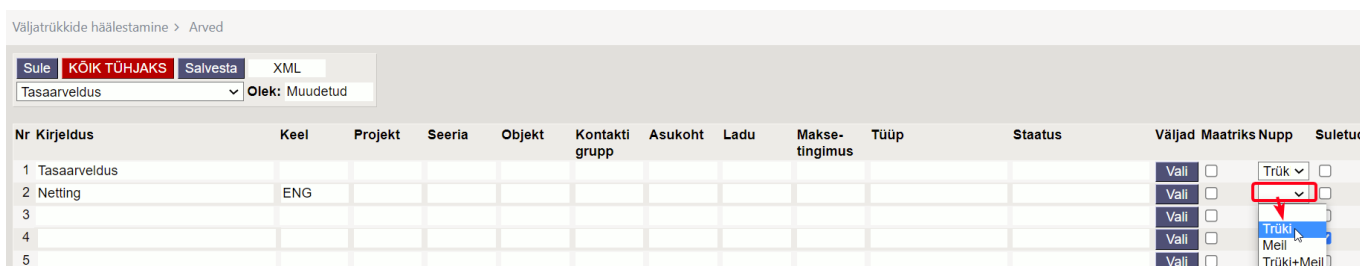 Väljatrükkide häälestamine > Arved
Sule KÕIK TÜHJAKS Salvesta XML
Tasaarveldus Olek: Muudetud
Nr Kirjeldus Keel Projekt Seeria Objekt Kontakti grupp Asukoht Ladu Makse-tingimus Tüüp Staatus Väljad Maatriks Nupp Suletud
1 Tasaarveldus Vali Trük
2 Netting ENG Vali
3 Vali
4 Vali Trüki
5 Vali Meil
Trüki+Meil